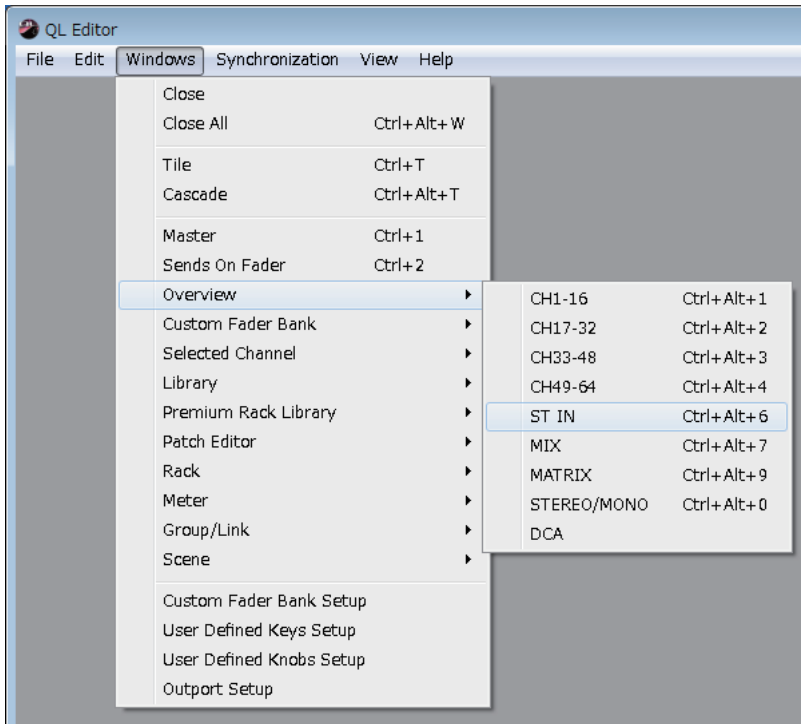 QL Editor
File Edit Windows Synchronization View Help
Close
Close All Ctrl+Alt+W
Tile Ctrl+T
Cascade Ctrl+Alt+T
Master Ctrl+1
Sends On Fader Ctrl+2
Overview
Custom Fader Bank
Selected Channel
Library
Premium Rack Library
Patch Editor
Rack
Meter
Group/Link
Scene
Custom Fader Bank Setup
User Defined Keys Setup
User Defined Knobs Setup
Outport Setup
CH1-16 Ctrl+Alt+1
CH17-32 Ctrl+Alt+2
CH33-48 Ctrl+Alt+3
CH49-64 Ctrl+Alt+4
ST IN Ctrl+Alt+6
MIX Ctrl+Alt+7
MATRIX Ctrl+Alt+9
STEREO/MONO Ctrl+Alt+0
DCA